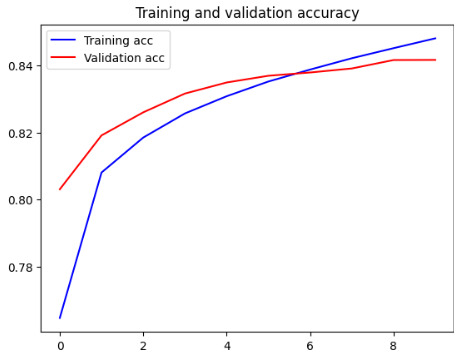 Training and validation accuracy
Training acc
Validation acc
0.84
0.82
0.80
0.78
0 2 4 6 8